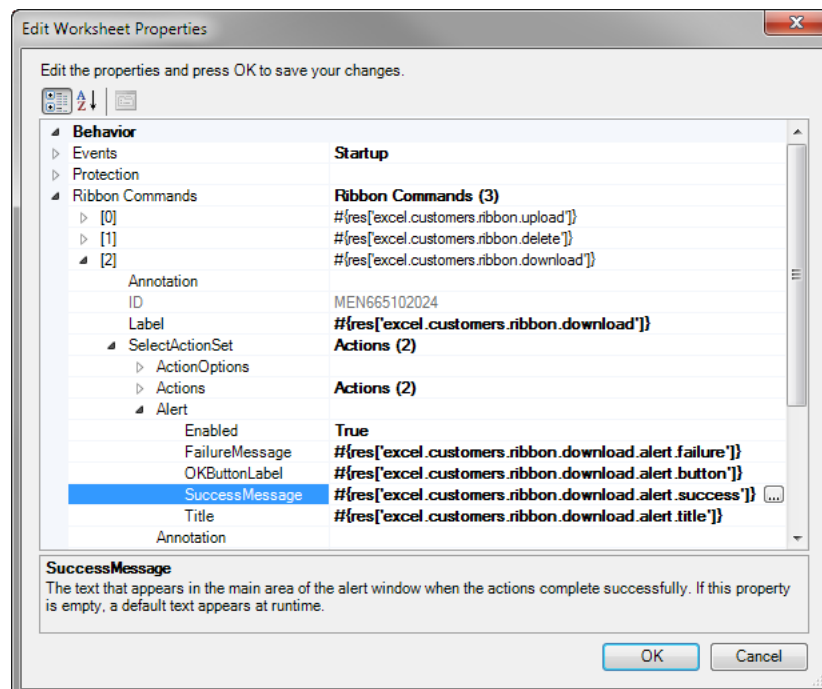 Edit Worksheet Properties
Edit the properties and press OK to save your changes.
Behavior
Events Startup
Protection
Ribbon Commands Ribbon Commands (3)
[0] #{res['excel.customers.ribbon.upload']}
[1] #{res['excel.customers.ribbon.delete']}
[2] #{res['excel.customers.ribbon.download']}
Annotation
ID MEN665102024
Label #{res['excel.customers.ribbon.download']}
SelectActionSet Actions (2)
ActionOptions
Actions Actions (2)
Alert
Enabled True
FailureMessage #{res['excel.customers.ribbon.download.alert.failure']}
OKButtonLabel #{res['excel.customers.ribbon.download.alert.button']}
SuccessMessage #{res['excel.customers.ribbon.download.alert.success']} ...
Title #{res['excel.customers.ribbon.download.alert.title']}
Annotation
SuccessMessage
The text that appears in the main area of the alert window when the actions complete successfully. If this property
is empty, a default text appears at runtime.
OK Cancel